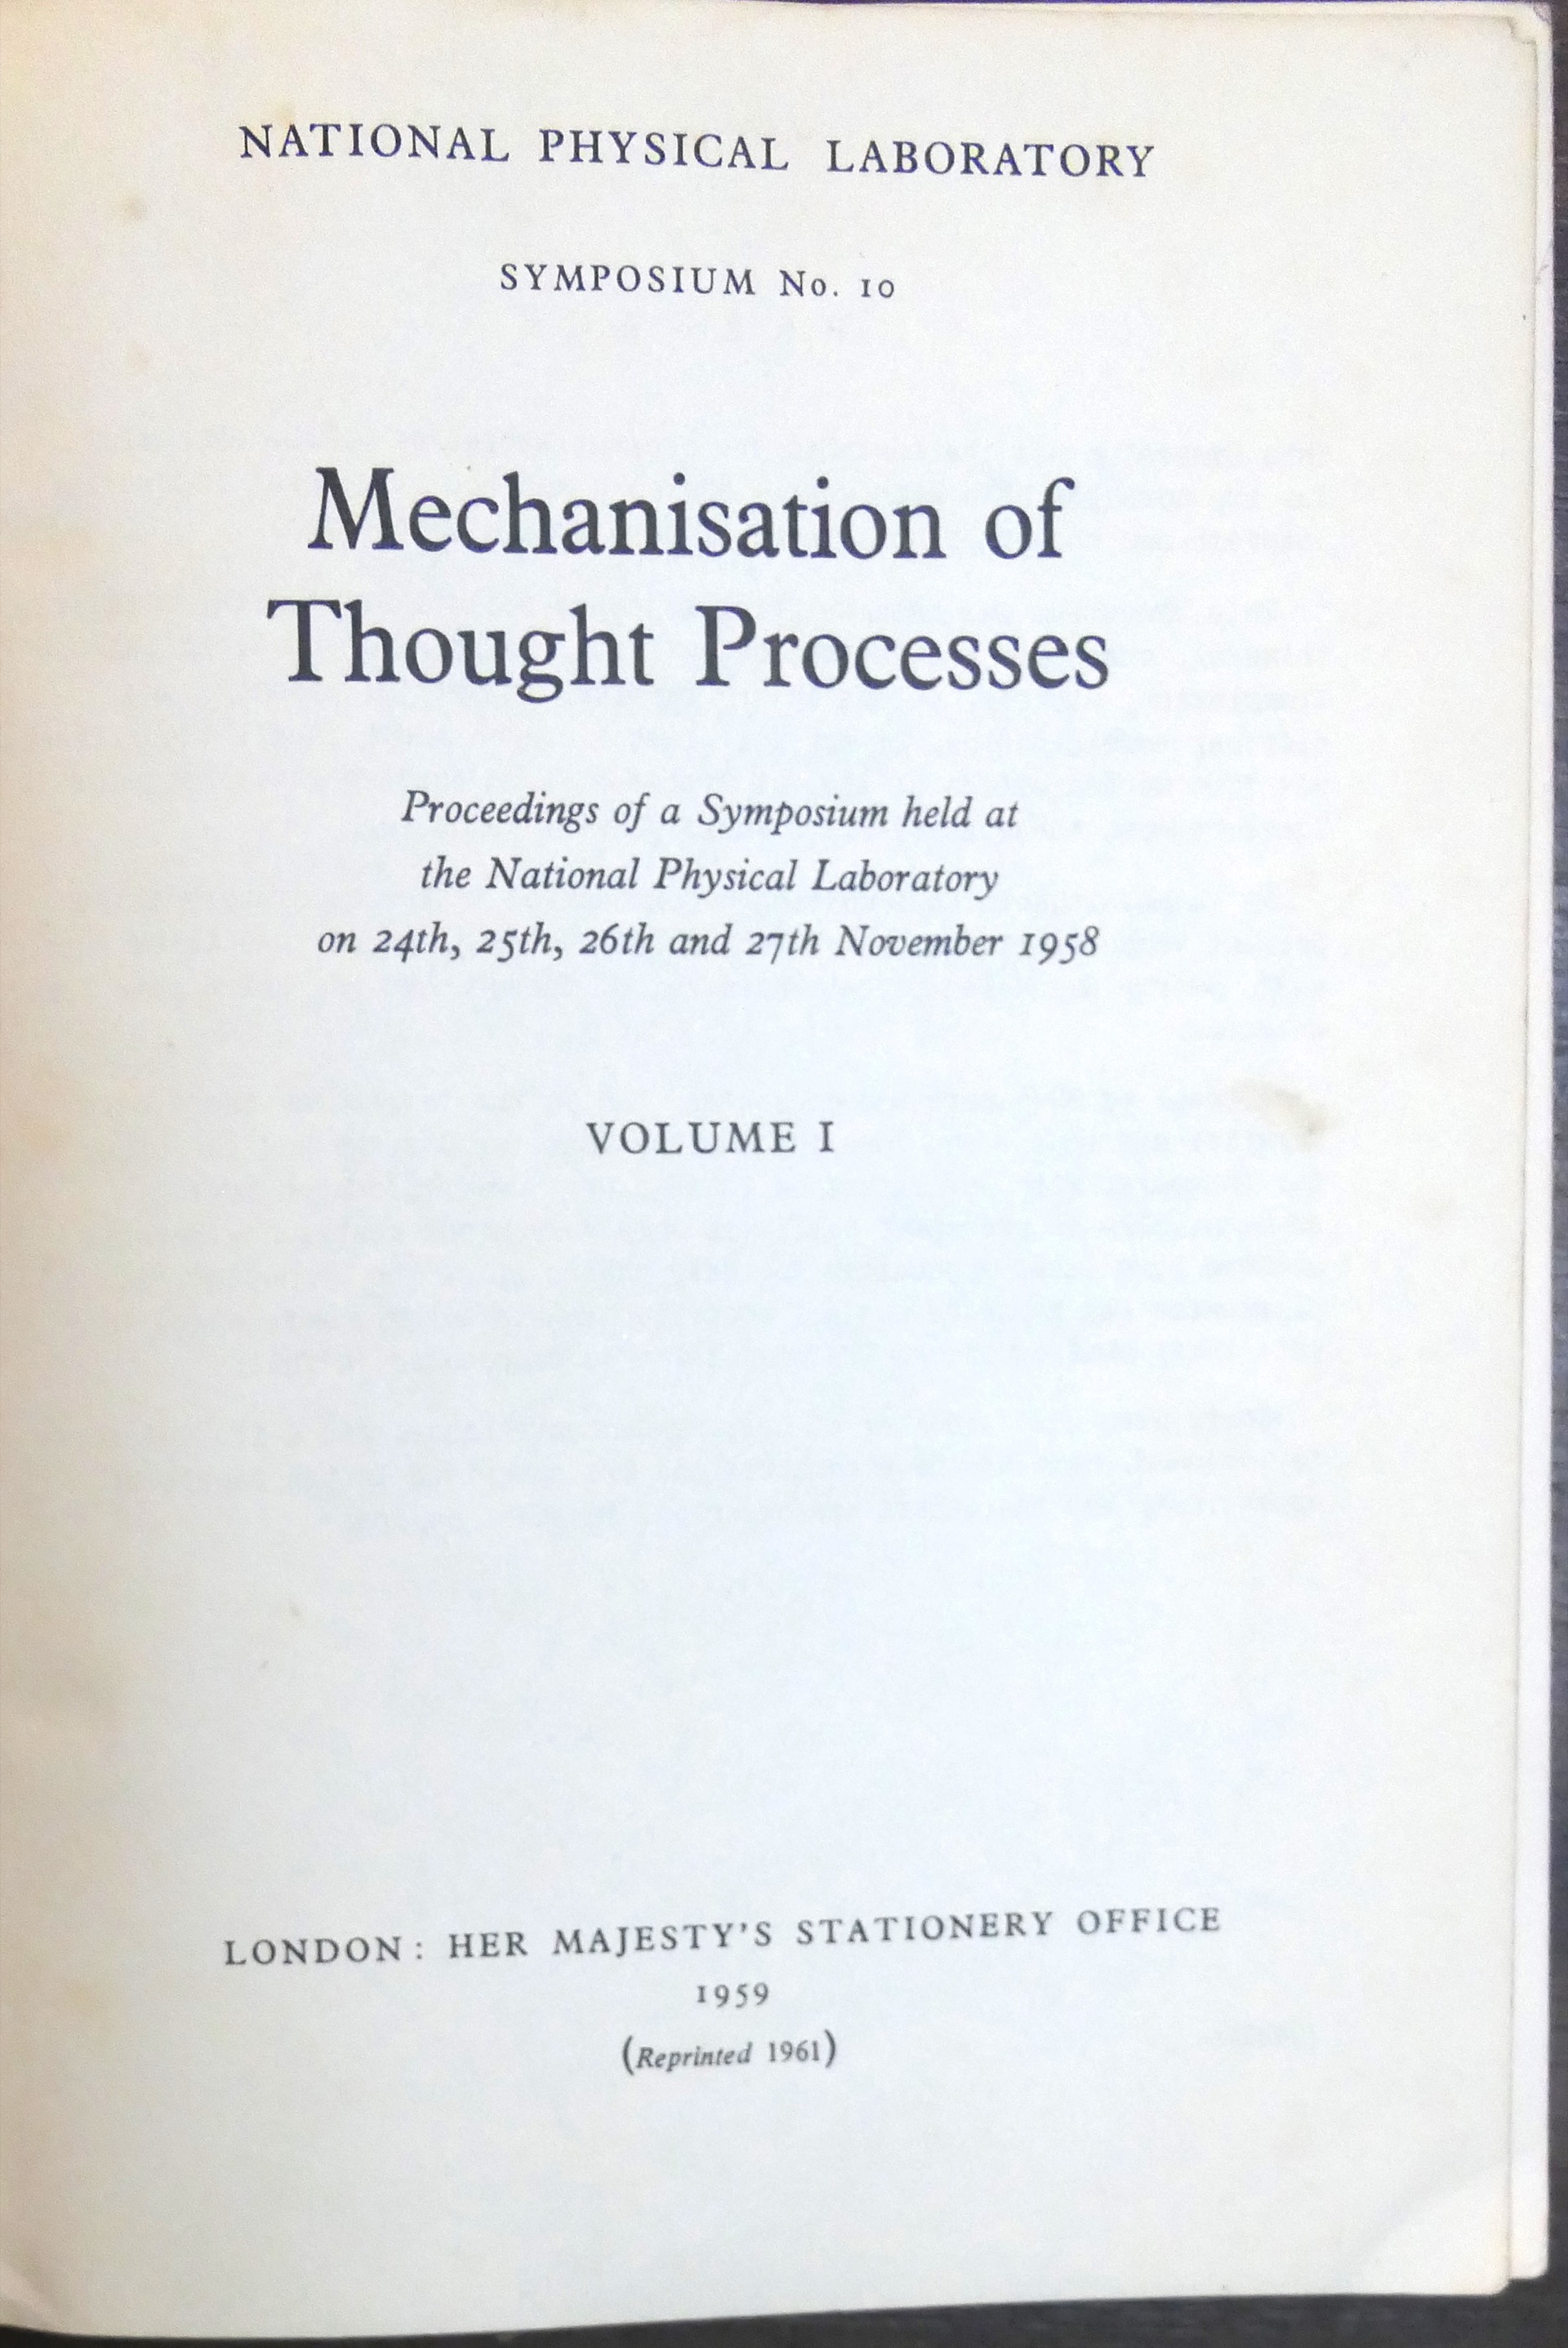 NATIONAL PHYSICAL LABORATORY
SYMPOSIUM No. 10
Mechanisation of
Thought Processes
Proceedings of a Symposium held at
the National Physical Laboratory
on 24th, 25th, 26th and 27th November 1958
VOLUME I
LONDON: HER MAJESTY'S STATIONERY OFFICE
1959
(Reprinted 1961)